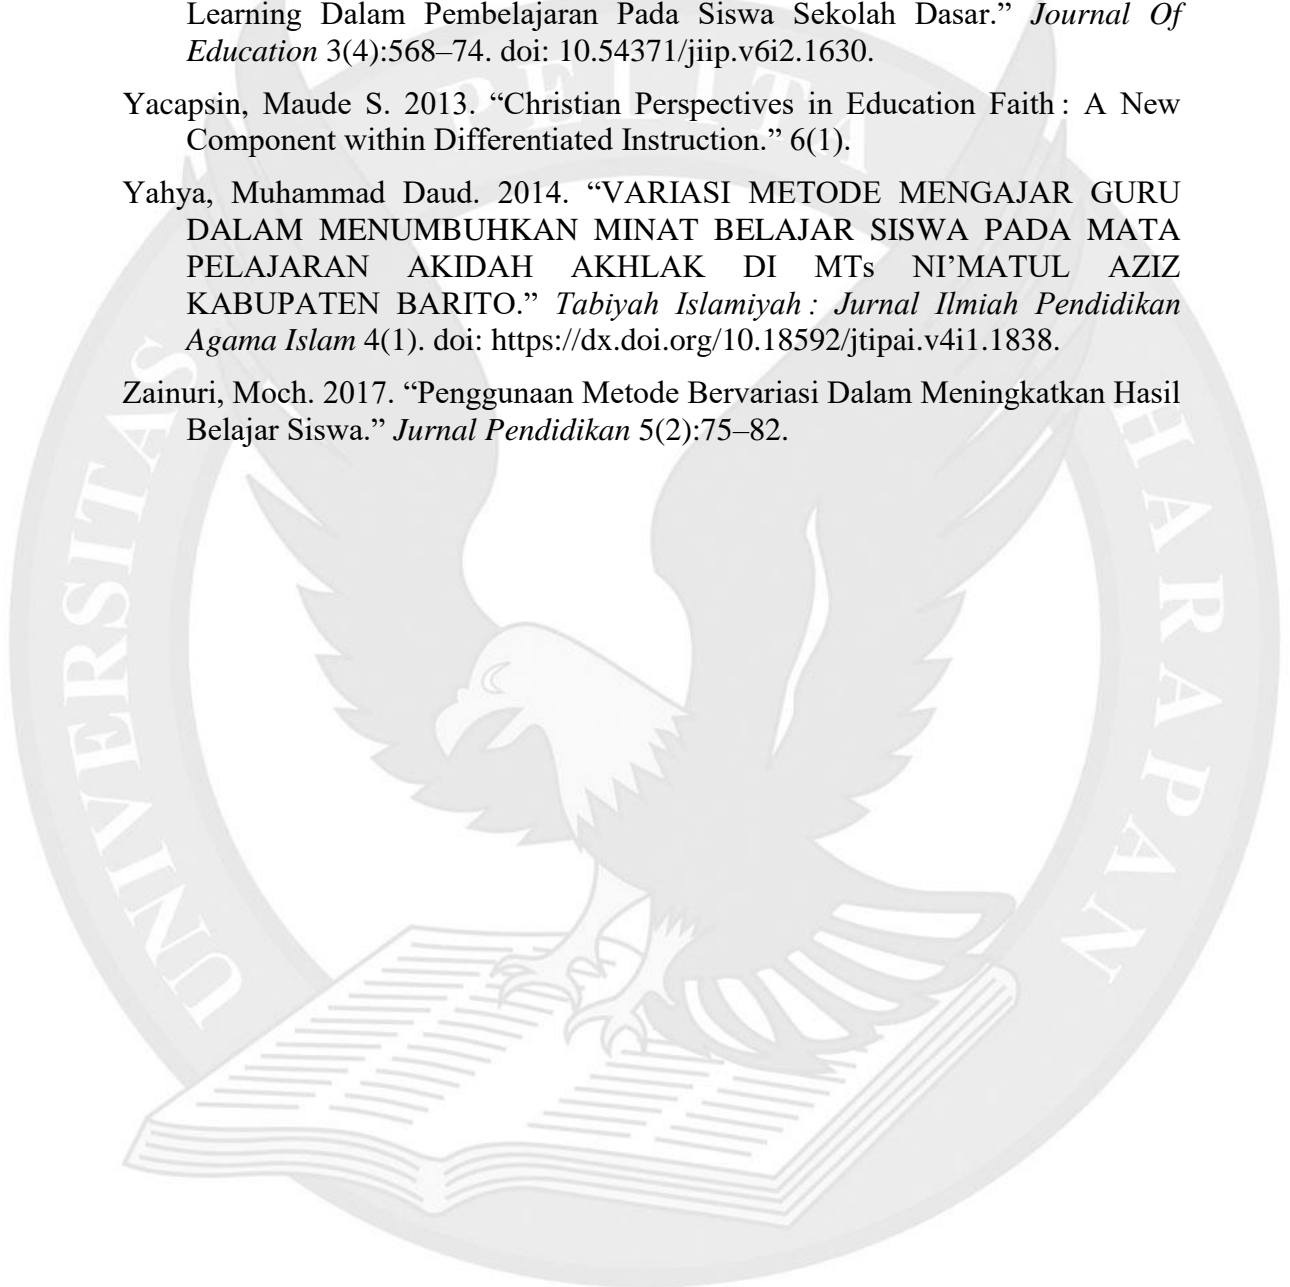 Learning Dalam Pembelajaran Pada Siswa Sekolah Dasar.” Journal Of
Education 3(4):568–74. doi: 10.54371/jiip.v6i2.1630.
Yacapsin, Maude S. 2013. “Christian Perspectives in Education Faith : A New
Component within Differentiated Instruction.” 6(1).
Yahya, Muhammad Daud. 2014. “VARIASI METODE MENGAJAR GURU
DALAM MENUMBUHKAN MINAT BELAJAR SISWA PADA MATA
PELAJARAN AKIDAH AKHLAK DI MTs NI’MATUL AZIZ
KABUPATEN BARITO.” Tabiyah Islamiyah : Jurnal Ilmiah Pendidikan
Agama Islam 4(1). doi: https://dx.doi.org/10.18592/jtipai.v4i1.1838.
Zainuri, Moch. 2017. “Penggunaan Metode Bervariasi Dalam Meningkatkan Hasil
Belajar Siswa.” Jurnal Pendidikan 5(2):75–82.
UNIVERSITAS PELITA HARAPAN